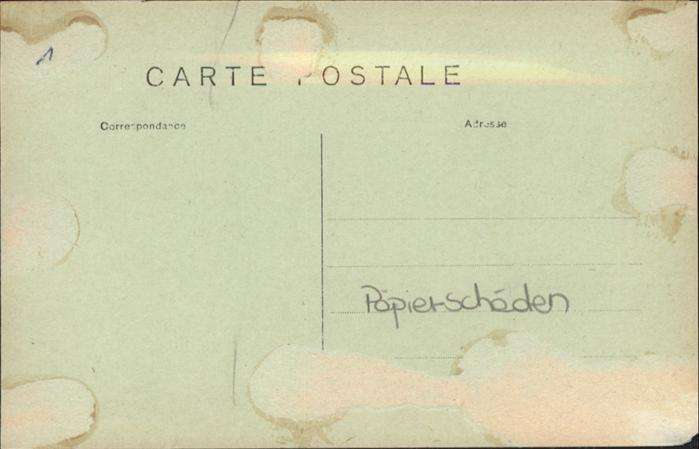 1
CARTE POSTALE
Correspondance
Adresse
Papierschäden